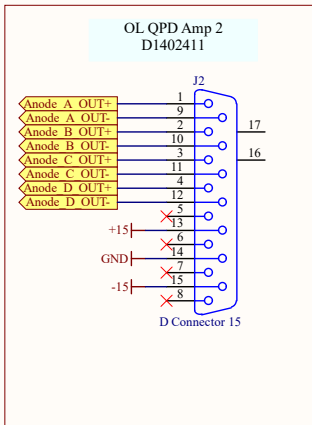 OL QPD Amp 2
D1402411
J2
Anode_A_OUT+ 1
Anode_A_OUT- 9
Anode_B_OUT+ 2
Anode_B_OUT- 10
Anode_C_OUT+ 3
Anode_C_OUT- 11
Anode_D_OUT+ 4
Anode_D_OUT- 12
5
+15 13
6
GND 14
7
-15 15
8
17
16
D Connector 15